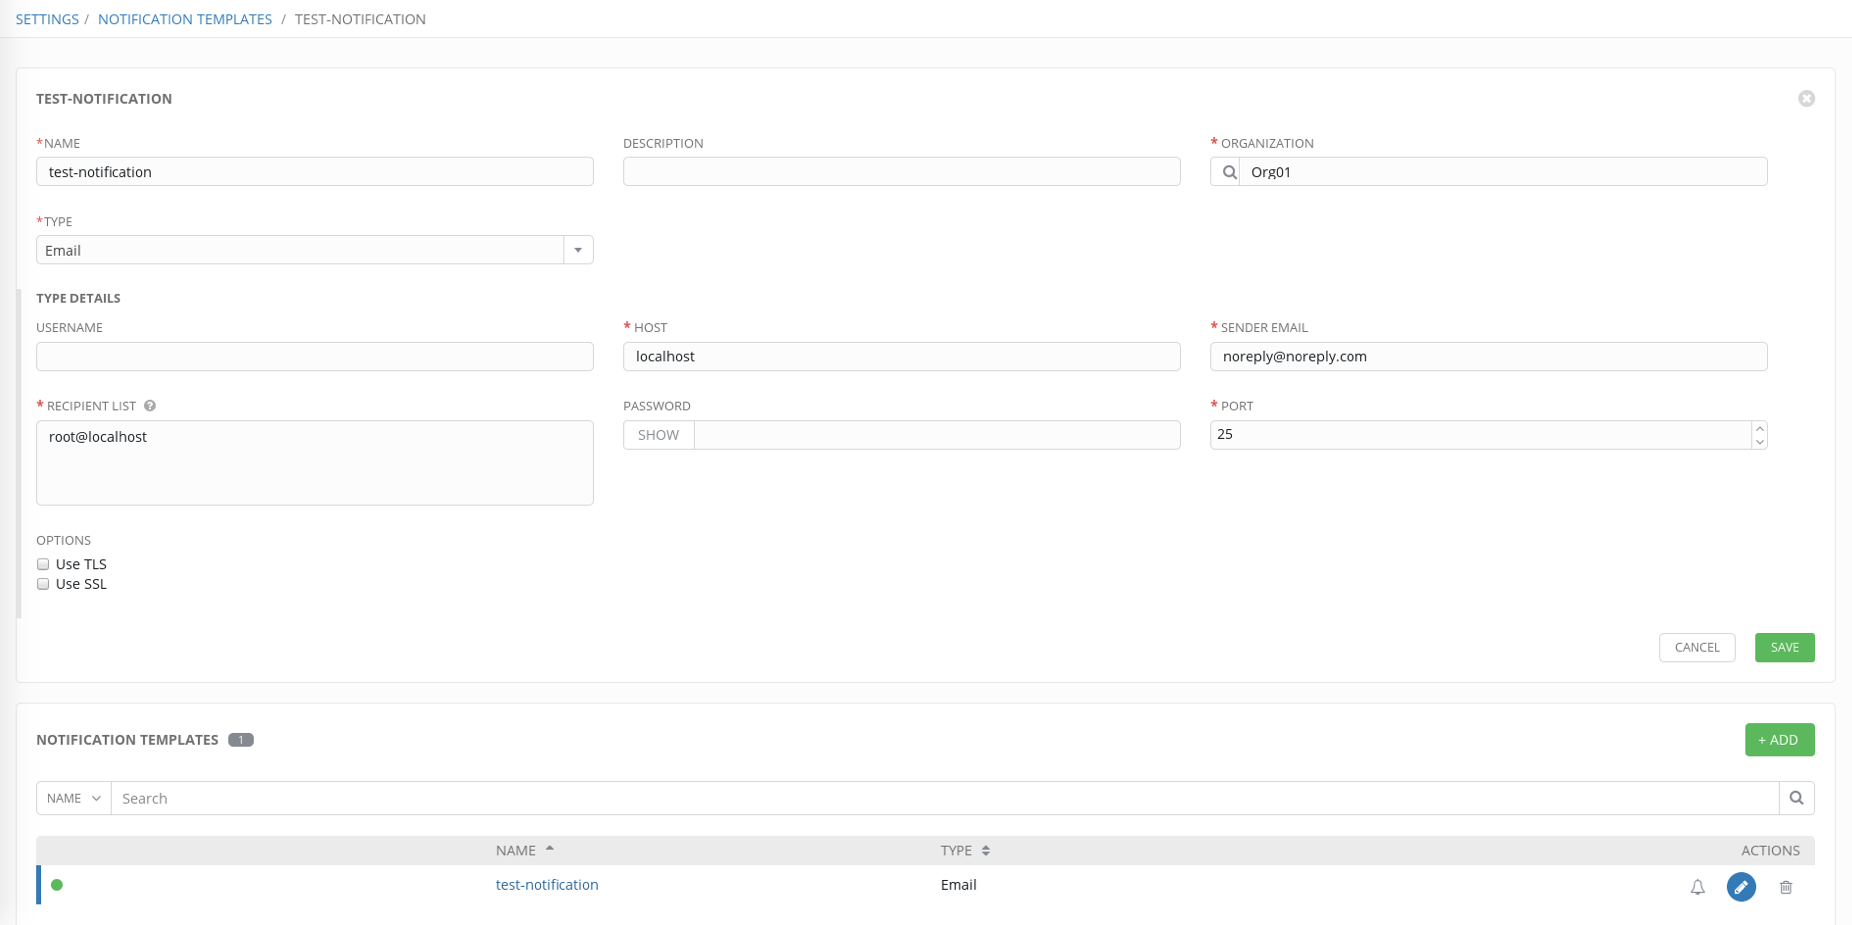 SETTINGS / NOTIFICATION TEMPLATES / TEST-NOTIFICATION
TEST-NOTIFICATION
*NAME DESCRIPTION * ORGANIZATION
test-notification Org01
*TYPE
Email
TYPE DETAILS
USERNAME * HOST * SENDER EMAIL
localhost noreply@noreply.com
* RECIPIENT LIST ? PASSWORD * PORT
root@localhost SHOW 25
OPTIONS
Use TLS
Use SSL
CANCEL SAVE
NOTIFICATION TEMPLATES 1 + ADD
NAME Search
NAME TYPE ACTIONS
test-notification Email